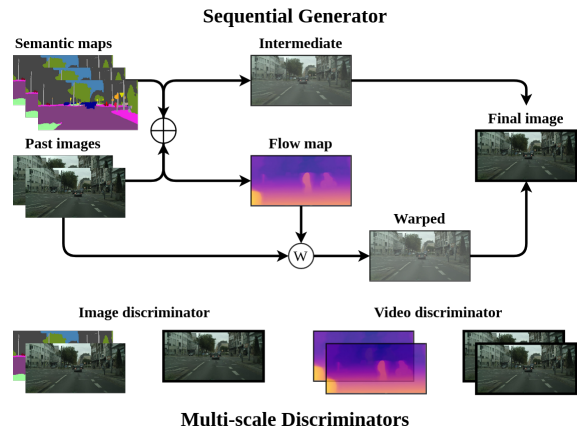 Sequential Generator
Semantic maps
Intermediate
Final image
Past images
Flow map
Warped
W
Image discriminator
Video discriminator
Multi-scale Discriminators